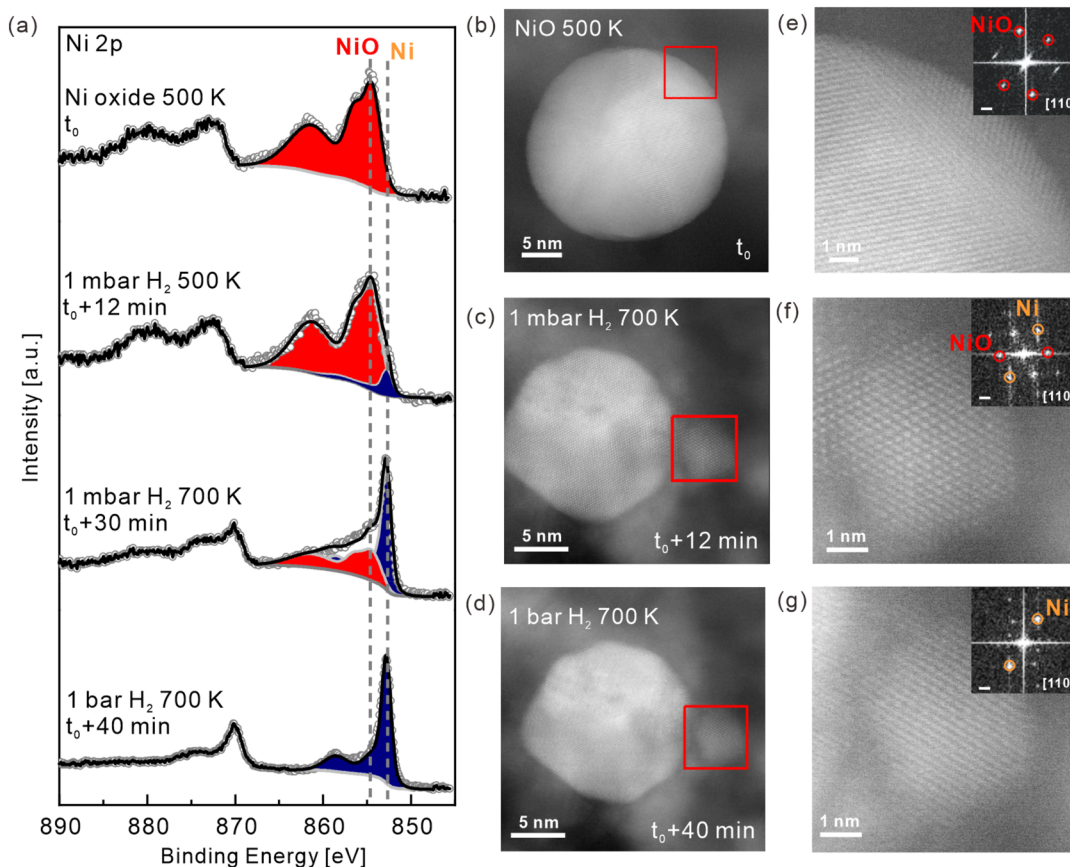 (a)
Ni 2p
NiO
Ni
Ni oxide 500 K
t₀
1 mbar H₂ 500 K
t₀+12 min
1 mbar H₂ 700 K
t₀+30 min
1 bar H₂ 700 K
t₀+40 min
Intensity [a.u.]
890 880 870 860 850
Binding Energy [eV]
(b)
NiO 500 K
5 nm
t₀
(c)
1 mbar H₂ 700 K
5 nm
t₀+12 min
(d)
1 bar H₂ 700 K
5 nm
t₀+40 min
(e)
NiO
[110
1 nm
(f)
Ni
NiO
[110
1 nm
(g)
Ni
[110
1 nm